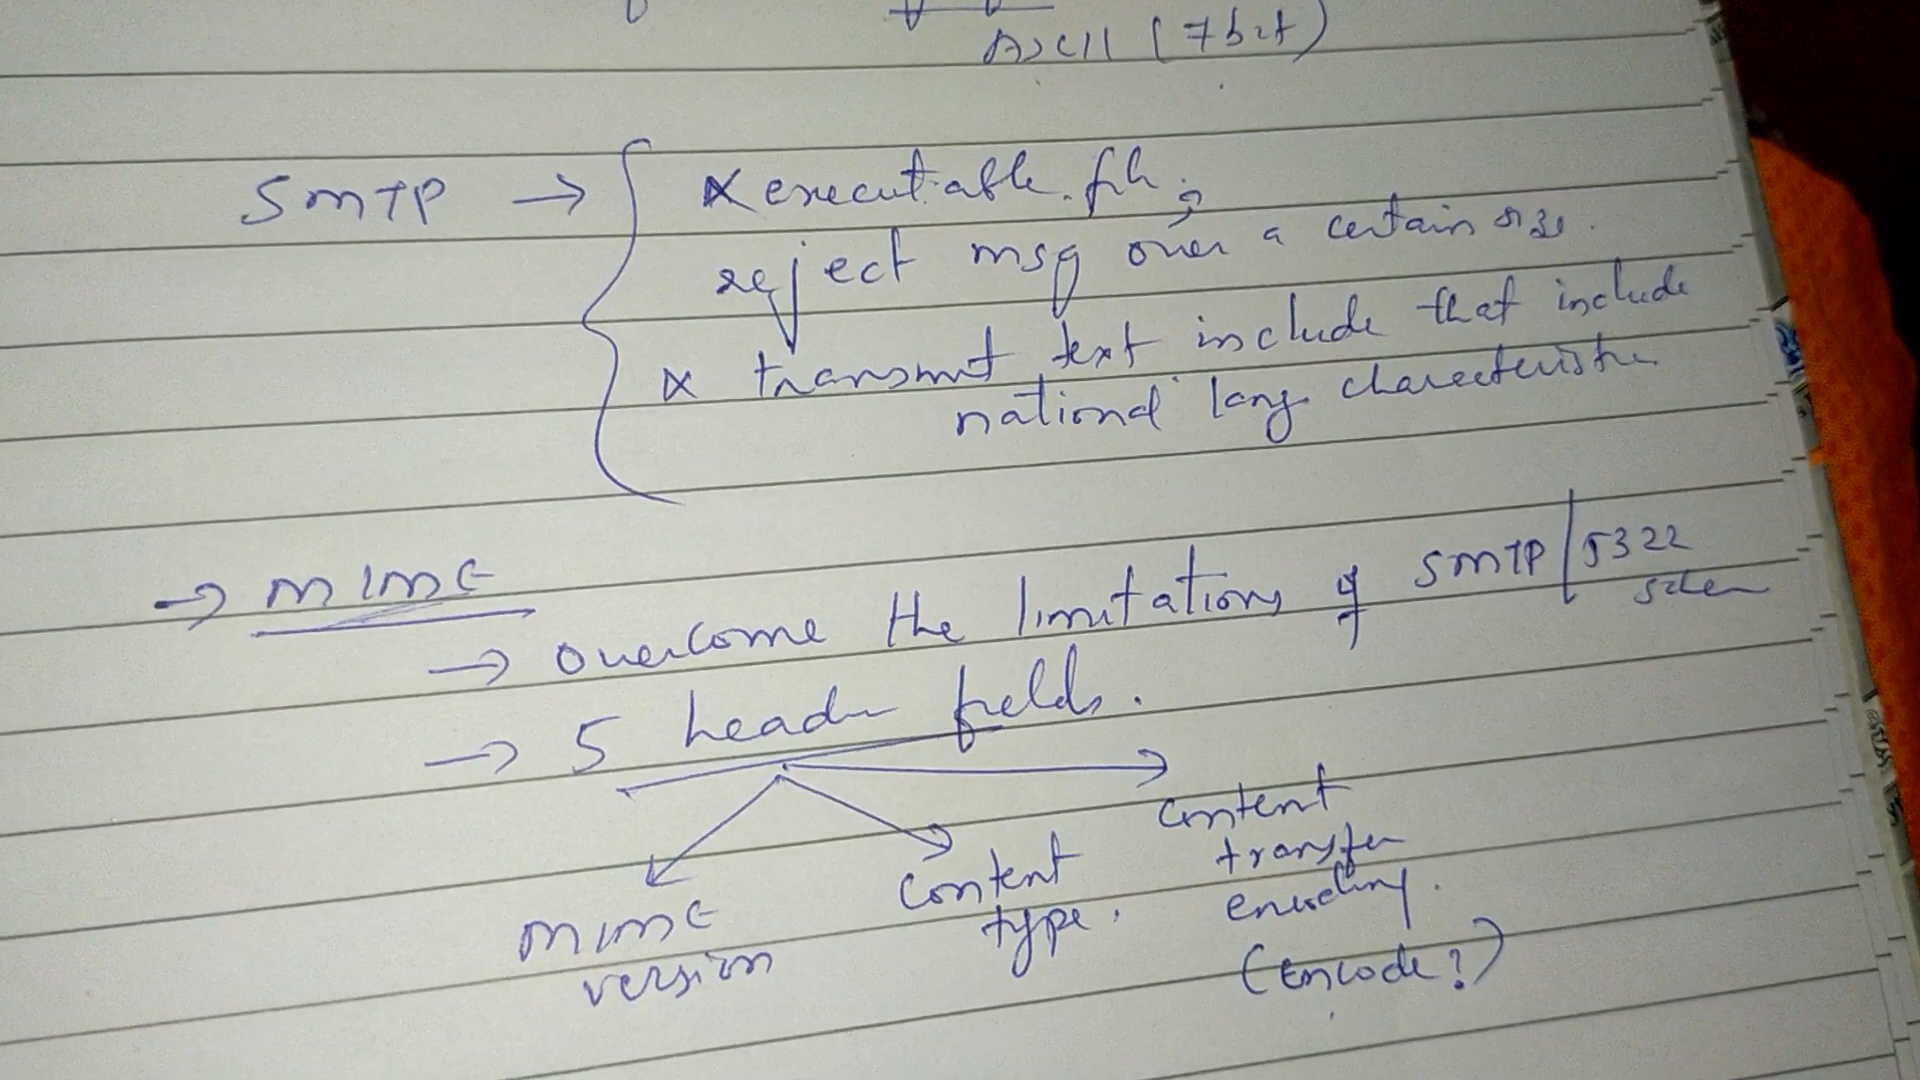 ASCII (7bit)
SMTP → x executable file,
reject msg over a certain size.
x transmit text include that include
national lang. characteristic
→ MIME
→ overcome the limitations of SMTP/5322
→ 5 header fields.
MIME version
content type.
content transfer encoding.
(encode?)